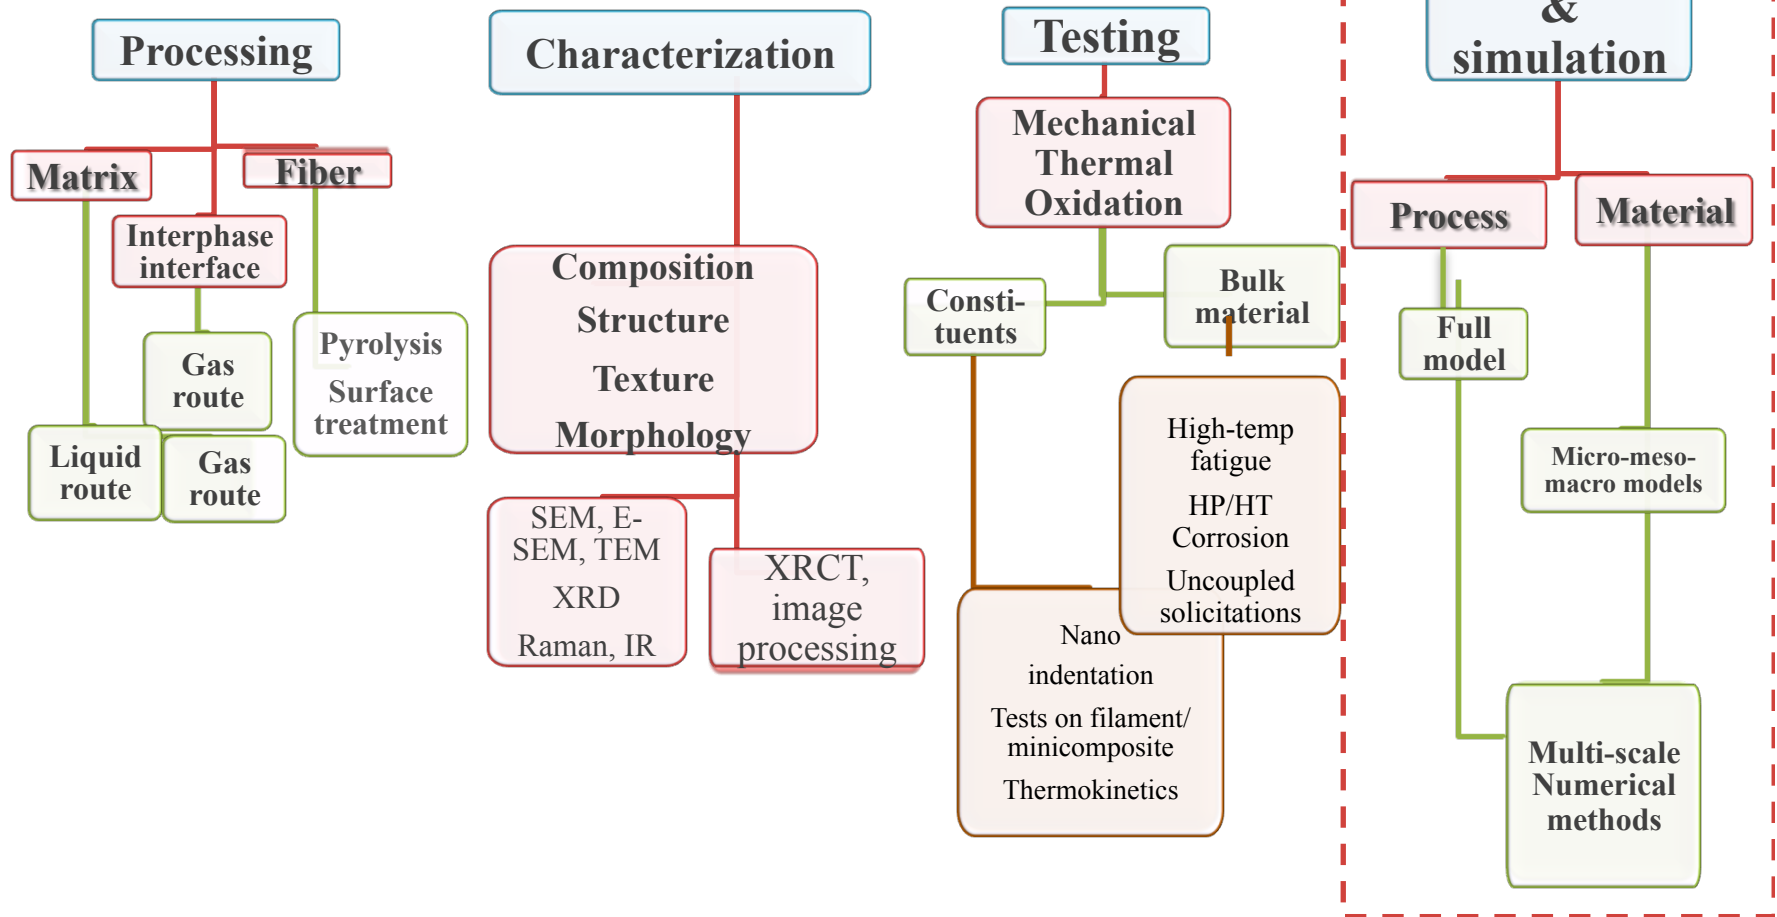 Processing
Matrix
Fiber
Interphase
interface
Gas
route
Pyrolysis
Surface
treatment
Liquid
route
Gas
route
Characterization
Composition
Structure
Texture
Morphology
SEM, E-
SEM, TEM
XRD
Raman, IR
XRCT,
image
processing
Testing
Mechanical
Thermal
Oxidation
Consti-
tuents
Bulk
material
High-temp
fatigue
HP/HT
Corrosion
Uncoupled
solicitations
Nano
indentation
Tests on filament/
minicomposite
Thermokinetics
&
simulation
Process
Material
Full
model
Micro-meso-
macro models
Multi-scale
Numerical
methods